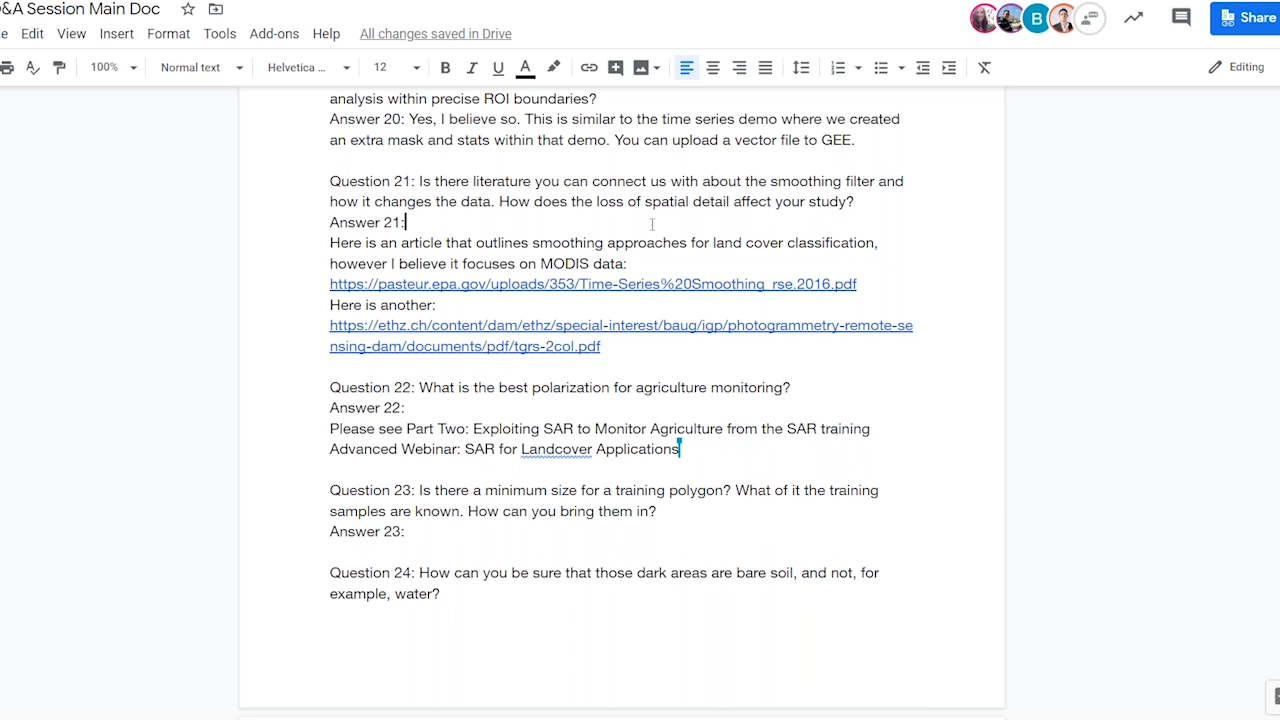 &A Session Main Doc
Edit View Insert Format Tools Add-ons Help All changes saved in Drive
Share
100% Normal text Helvetica ... 12 B I U A Editing
analysis within precise ROI boundaries?
Answer 20: Yes, I believe so. This is similar to the time series demo where we created
an extra mask and stats within that demo. You can upload a vector file to GEE.
Question 21: Is there literature you can connect us with about the smoothing filter and
how it changes the data. How does the loss of spatial detail affect your study?
Answer 21:
Here is an article that outlines smoothing approaches for land cover classification,
however I believe it focuses on MODIS data:
https://pasteur.epa.gov/uploads/353/Time-Series%20Smoothing_rse.2016.pdf
Here is another:
https://ethz.ch/content/dam/ethz/special-interest/baug/igp/photogrammetry-remote-se
nsing-dam/documents/pdf/tgrs-2col.pdf
Question 22: What is the best polarization for agriculture monitoring?
Answer 22:
Please see Part Two: Exploiting SAR to Monitor Agriculture from the SAR training
Advanced Webinar: SAR for Landcover Applications
Question 23: Is there a minimum size for a training polygon? What of it the training
samples are known. How can you bring them in?
Answer 23:
Question 24: How can you be sure that those dark areas are bare soil, and not, for
example, water?